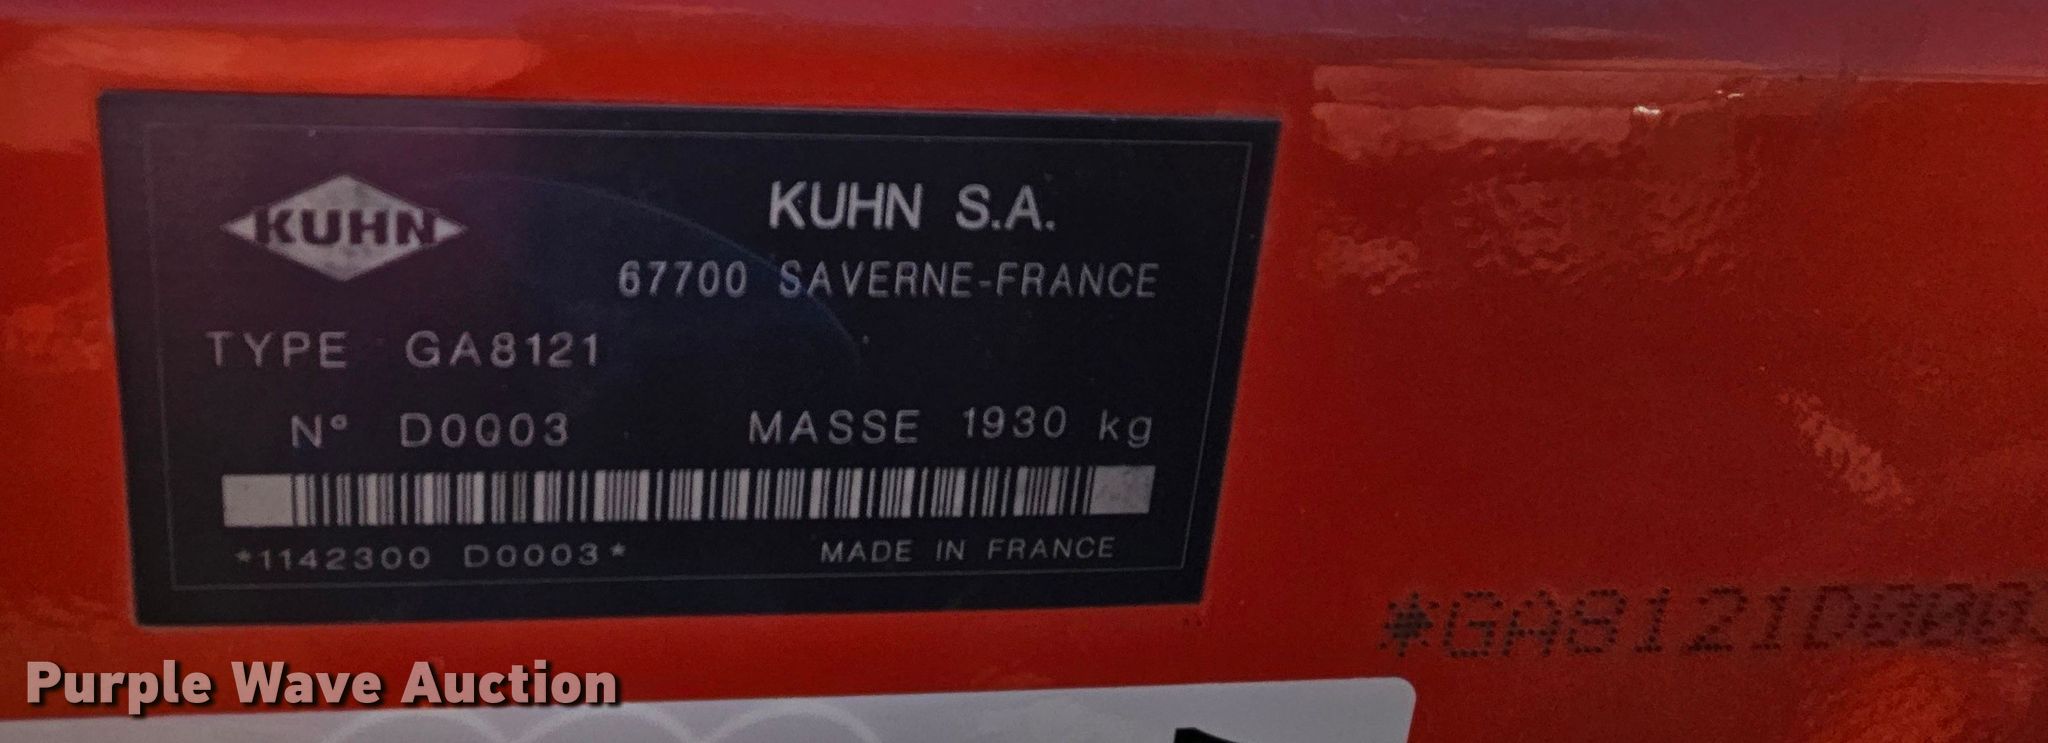 KUHN
KUHN S.A.
67700 SAVERNE-FRANCE
TYPE GA8121
N° D0003 MASSE 1930 kg
*1142300 D0003*
MADE IN FRANCE
*GA8121D0003
Purple Wave Auction